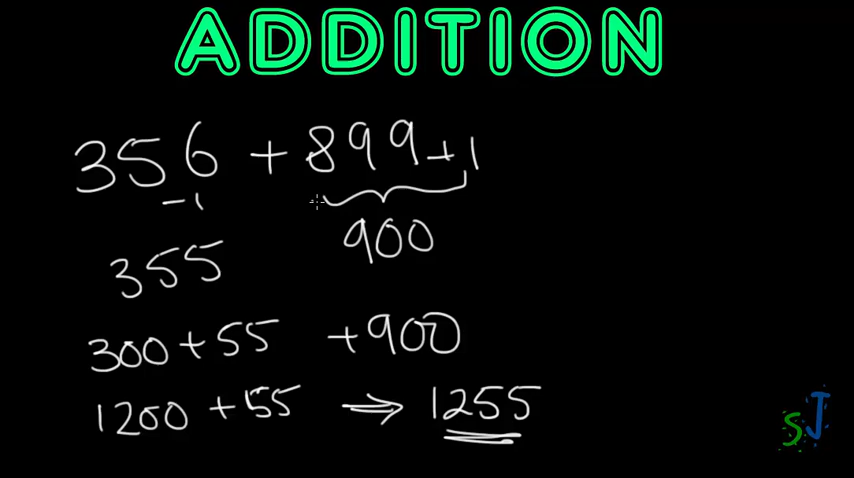 ADDITION
356 + 899 + 1
-1
900
355
300 + 55 + 900
1200 + 55 ⇒ 1255
SJ